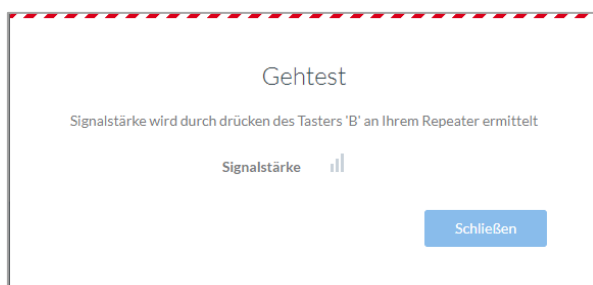 Gehtest
Signalstärke wird durch drücken des Tasters 'B' an Ihrem Repeater ermittelt
Signalstärke
Schließen